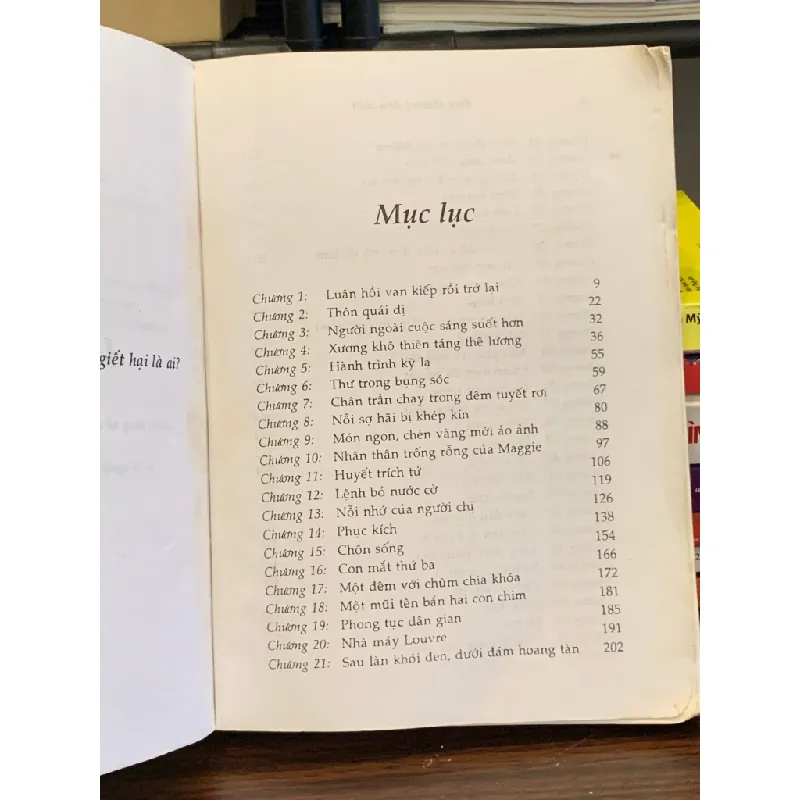 giết hại là ai?
Mục lục
Chương 1: Luân hồi vạn kiếp rồi trở lại 9
Chương 2: Thôn quái dị 22
Chương 3: Người ngoài cuộc sáng suốt hơn 32
Chương 4: Xương khô thiên táng thê lương 36
Chương 5: Hành trình kỳ lạ 55
Chương 6: Thư trong bụng sóc 59
Chương 7: Chân trần chạy trong đêm tuyết rơi 67
Chương 8: Nỗi sợ hãi bị khép kín 80
Chương 9: Món ngon, chén vàng mời ảo ảnh 88
Chương 10: Nhãn thần trống rỗng của Maggie 97
Chương 11: Huyết trích tử 106
Chương 12: Lệnh bỏ nước cờ 119
Chương 13: Nỗi nhớ của người chị 126
Chương 14: Phục kích 138
Chương 15: Chôn sống 154
Chương 16: Con mắt thứ ba 166
Chương 17: Một đêm với chùm chìa khóa 172
Chương 18: Một mũi tên bắn hai con chim 181
Chương 19: Phong tục dân gian 185
Chương 20: Nhà máy Louvre 191
Chương 21: Sau làn khói đen, dưới đám hoang tàn 202